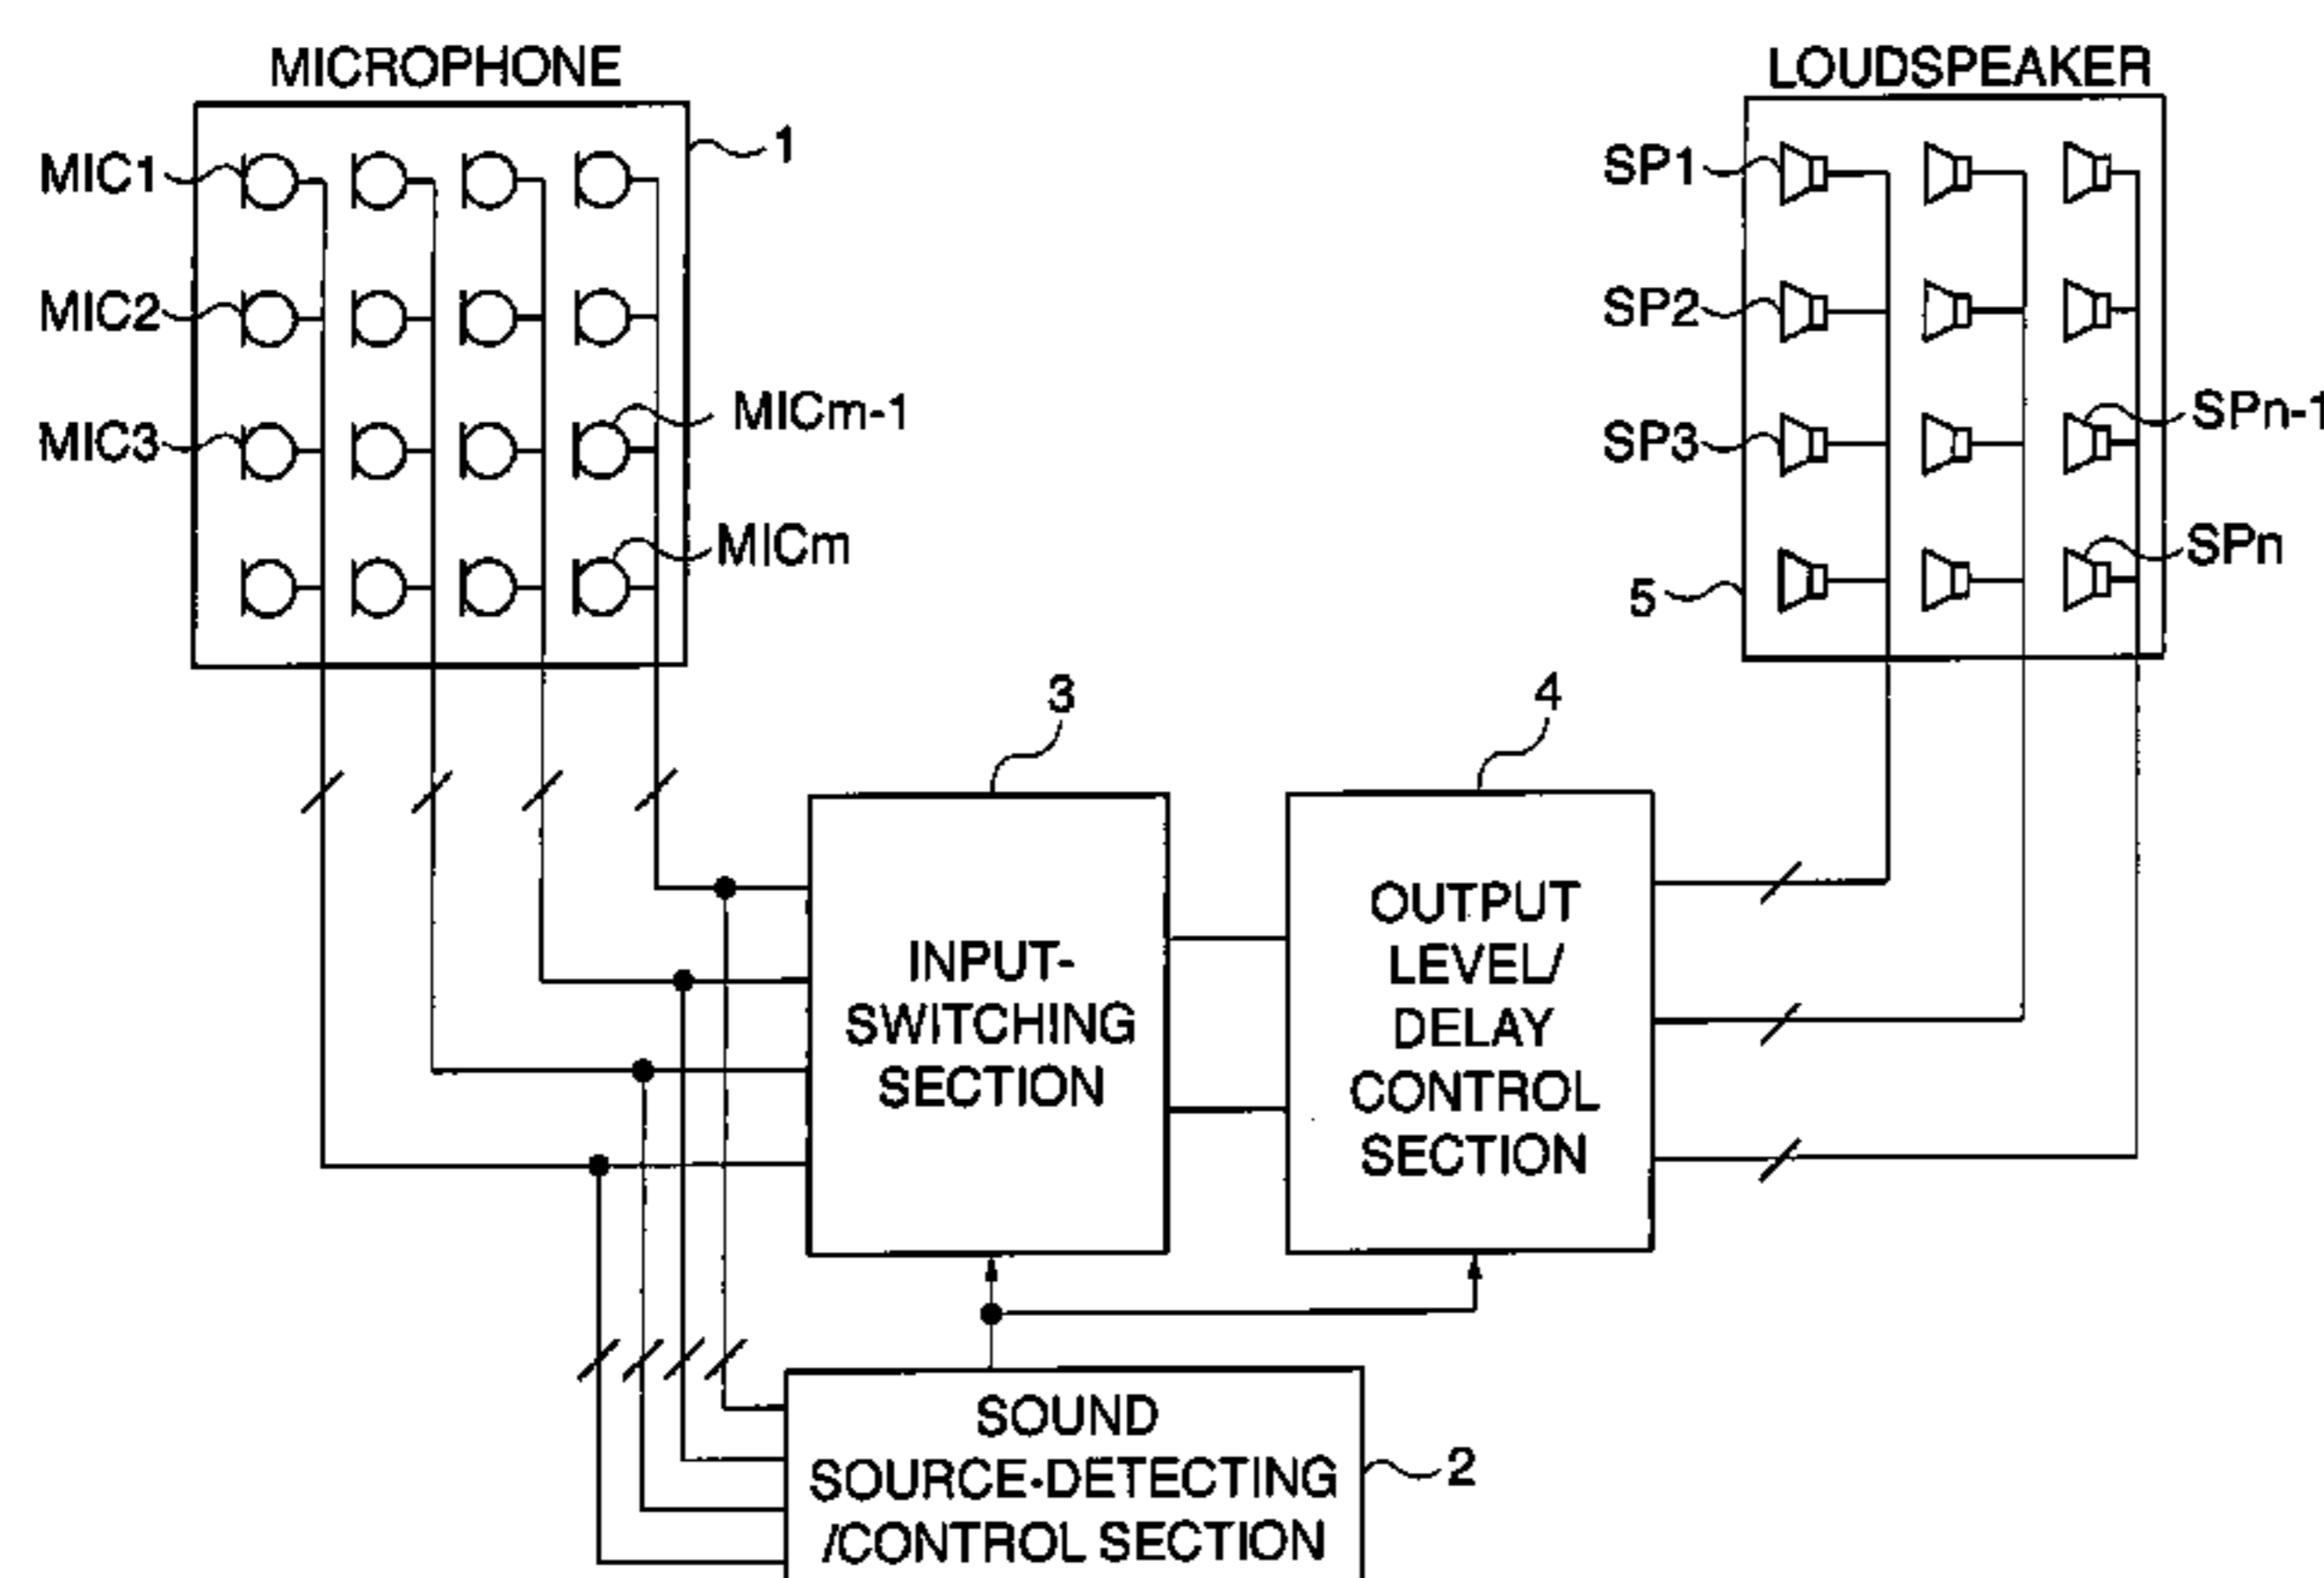 MICROPHONE
LOUDSPEAKER
1
MIC1
SP1
MIC2
SP2
MICm-1
SPn-1
MIC3
SP3
MICm
SPn
5
3
4
INPUT-
SWITCHING
SECTION
OUTPUT
LEVEL/
DELAY
CONTROL
SECTION
SOUND
SOURCE·DETECTING
/CONTROL SECTION
2